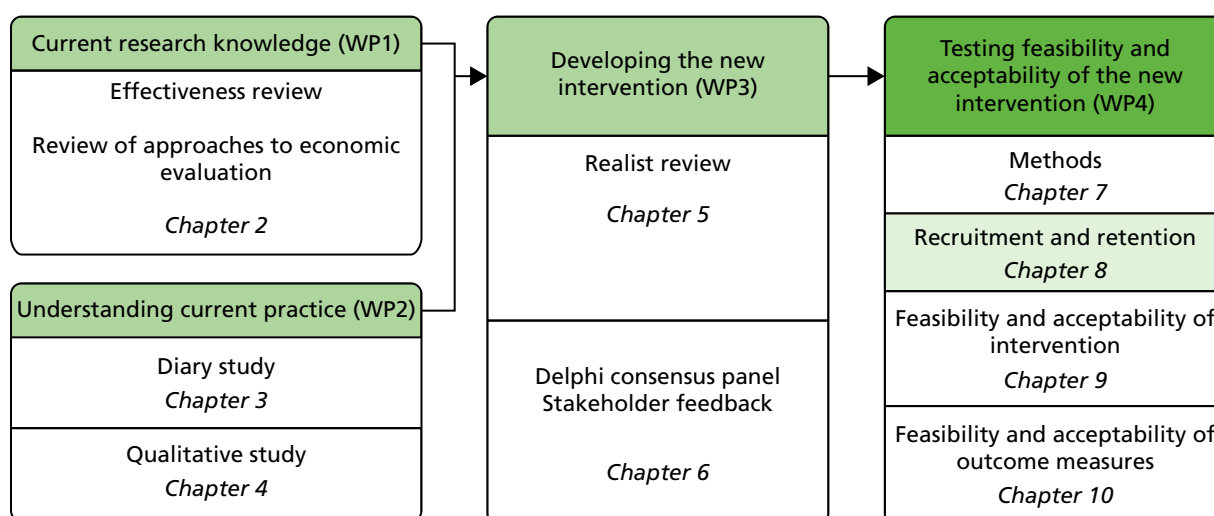 Current research knowledge (WP1)
Effectiveness review
Review of approaches to economic
evaluation
Chapter 2
Understanding current practice (WP2)
Diary study
Chapter 3
Qualitative study
Chapter 4
Developing the new
intervention (WP3)
Realist review
Chapter 5
Delphi consensus panel
Stakeholder feedback
Chapter 6
Testing feasibility and
acceptability of the new
intervention (WP4)
Methods
Chapter 7
Recruitment and retention
Chapter 8
Feasibility and acceptability of
intervention
Chapter 9
Feasibility and acceptability of
outcome measures
Chapter 10